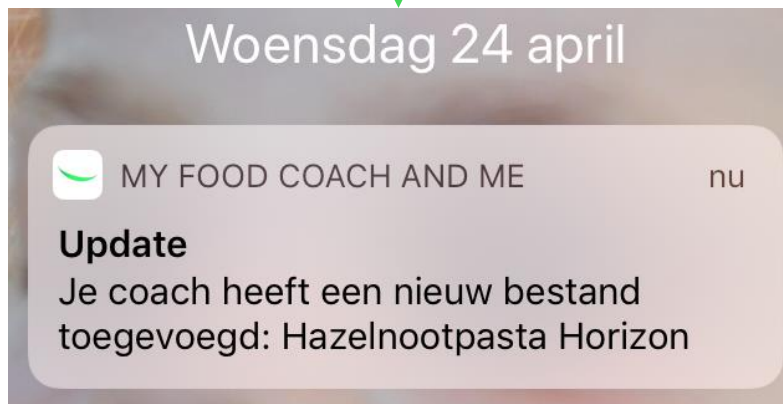 Woensdag 24 april
MY FOOD COACH AND ME
nu
Update
Je coach heeft een nieuw bestand
toegevoegd: Hazelnootpasta Horizon